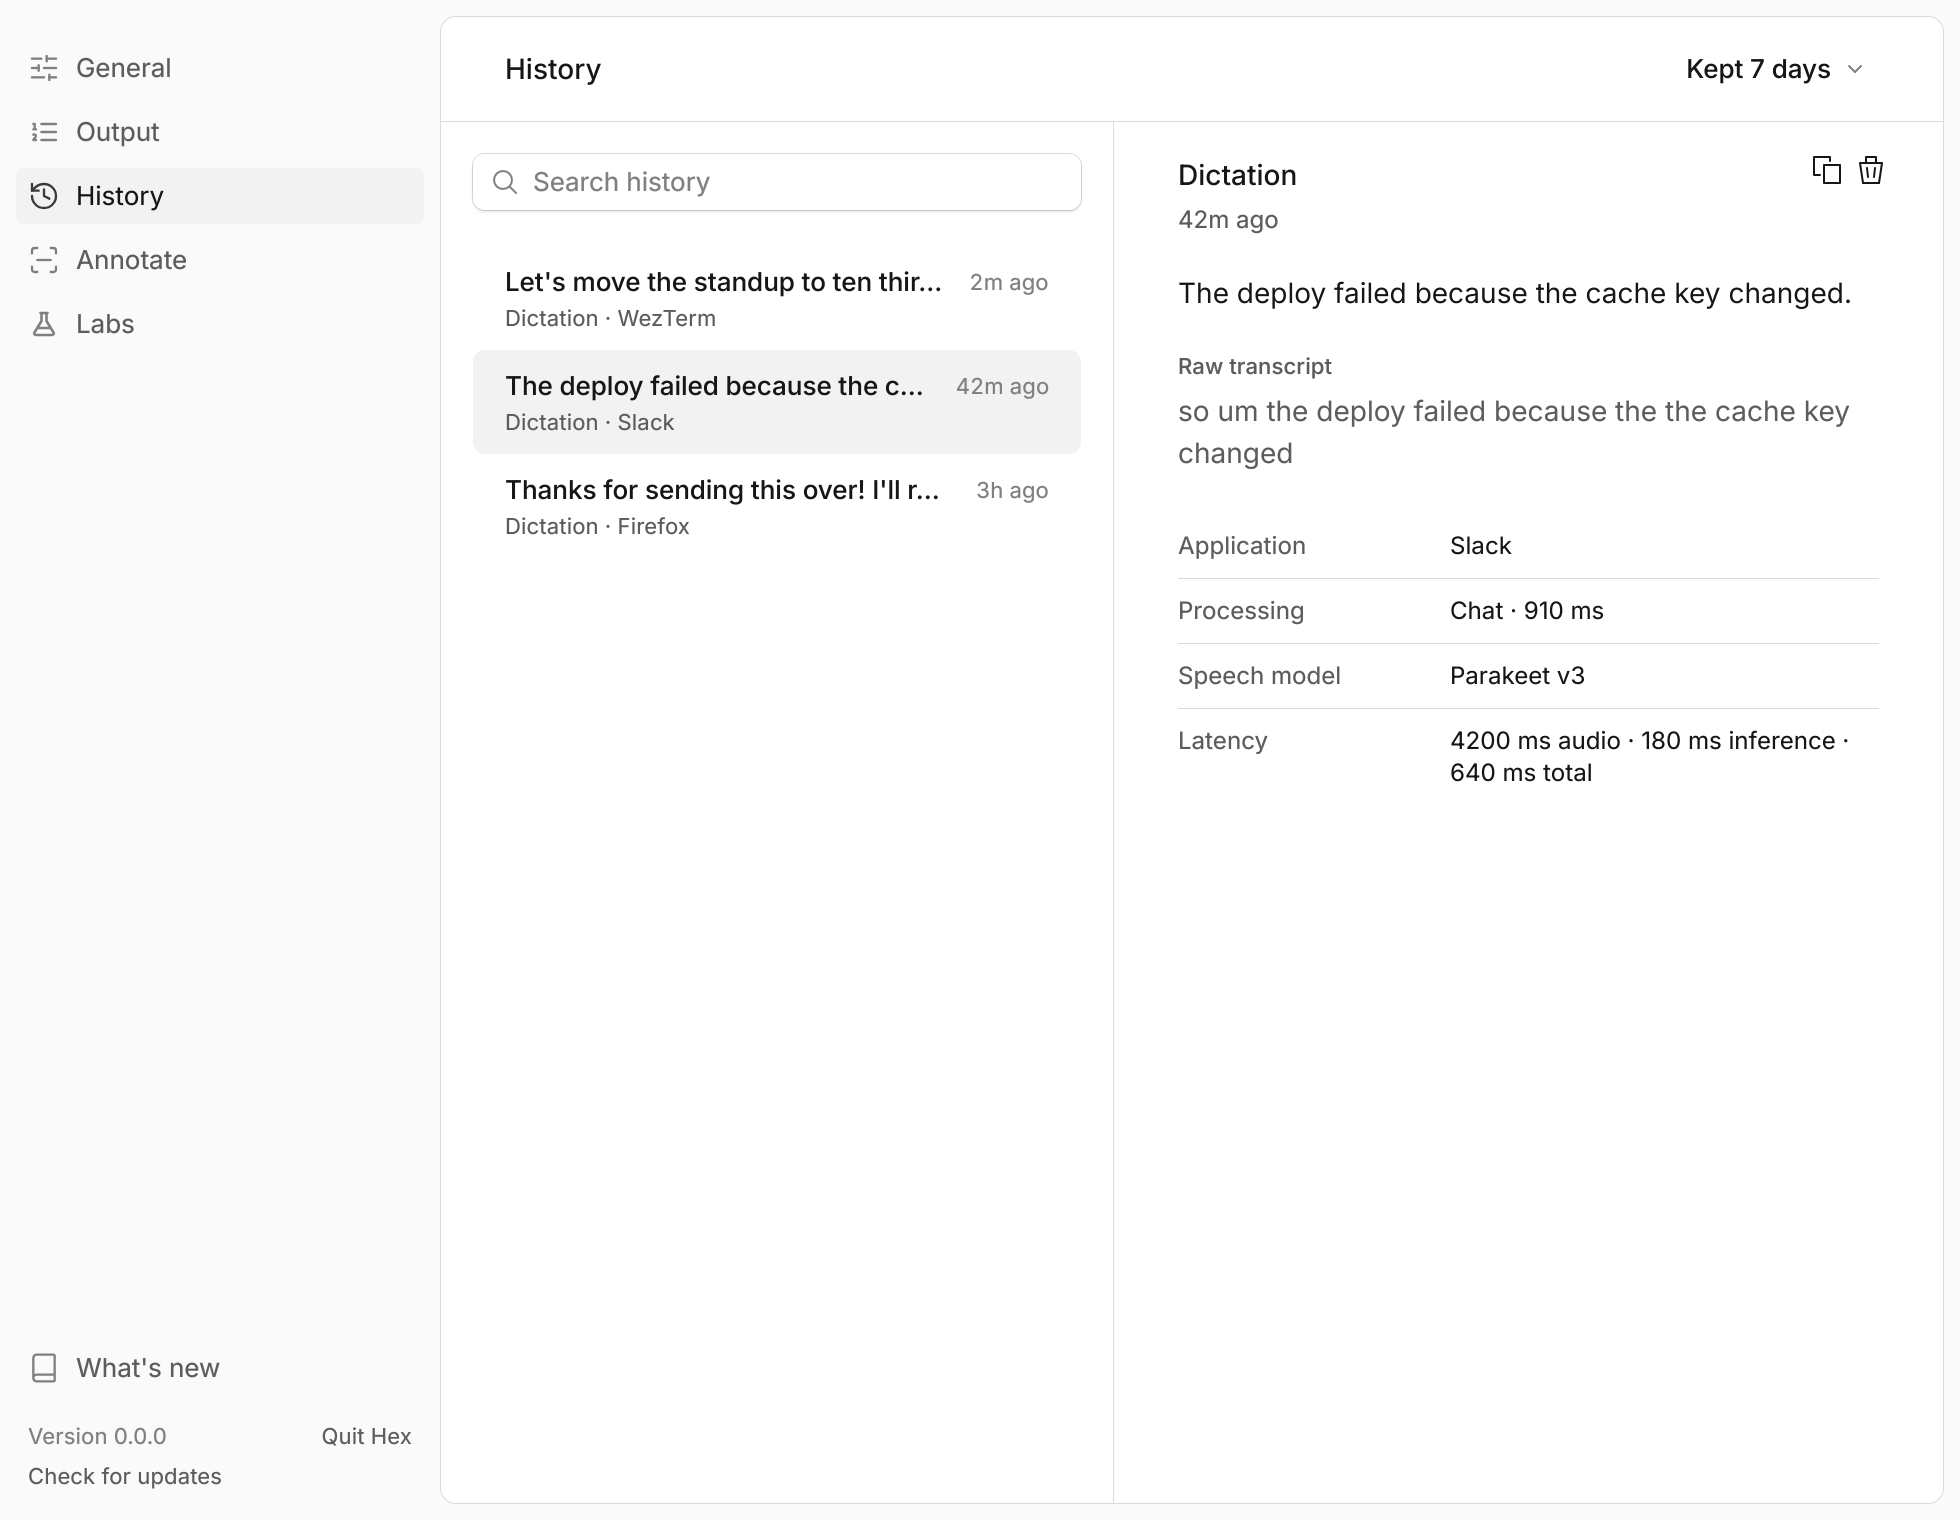 General
Output
History
Annotate
Labs
What's new
Version 0.0.0
Quit Hex
Check for updates
History
Kept 7 days
Search history
Let's move the standup to ten thir...
2m ago
Dictation · WezTerm
The deploy failed because the c...
42m ago
Dictation · Slack
Thanks for sending this over! I'll r...
3h ago
Dictation · Firefox
Dictation
42m ago
The deploy failed because the cache key changed.
Raw transcript
so um the deploy failed because the the cache key
changed
Application
Slack
Processing
Chat · 910 ms
Speech model
Parakeet v3
Latency
4200 ms audio · 180 ms inference ·
640 ms total